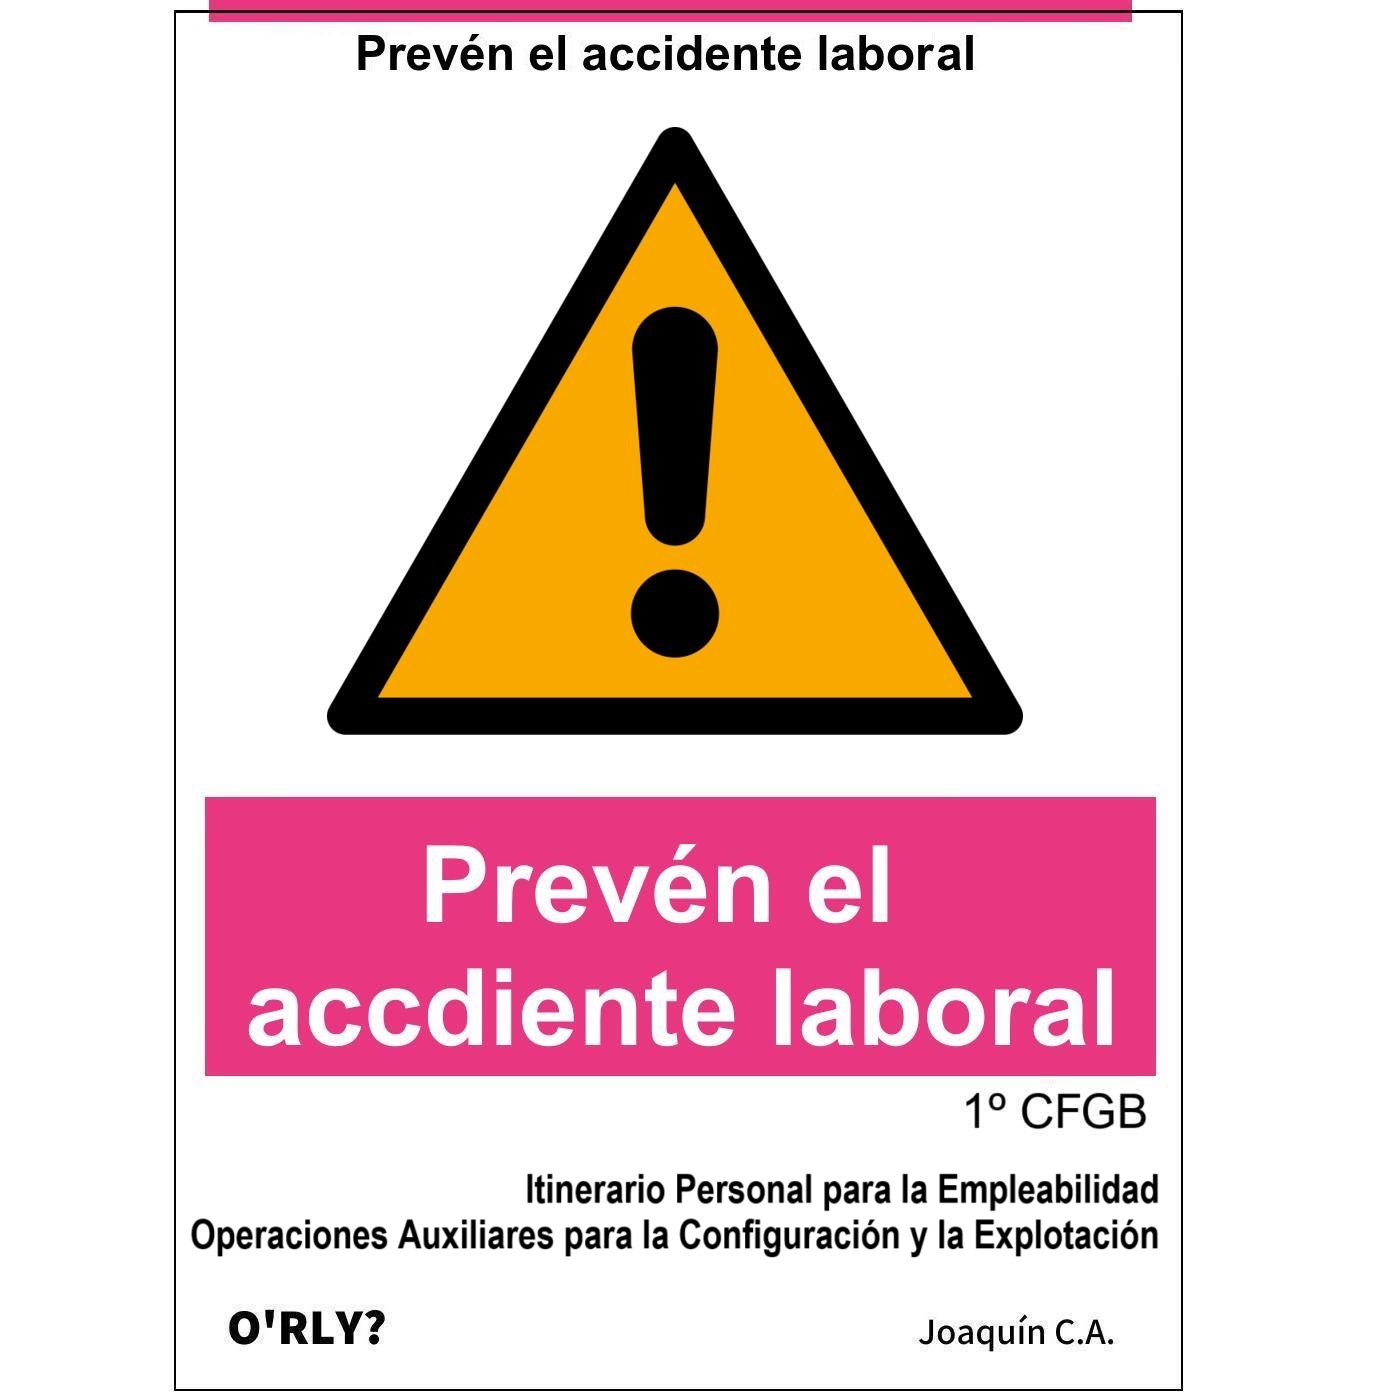 Prevén el accidente laboral
Prevén el
accdiente laboral
1º CFGB
Itinerario Personal para la Empleabilidad
Operaciones Auxiliares para la Configuración y la Explotación
O'RLY?
Joaquín C.A.